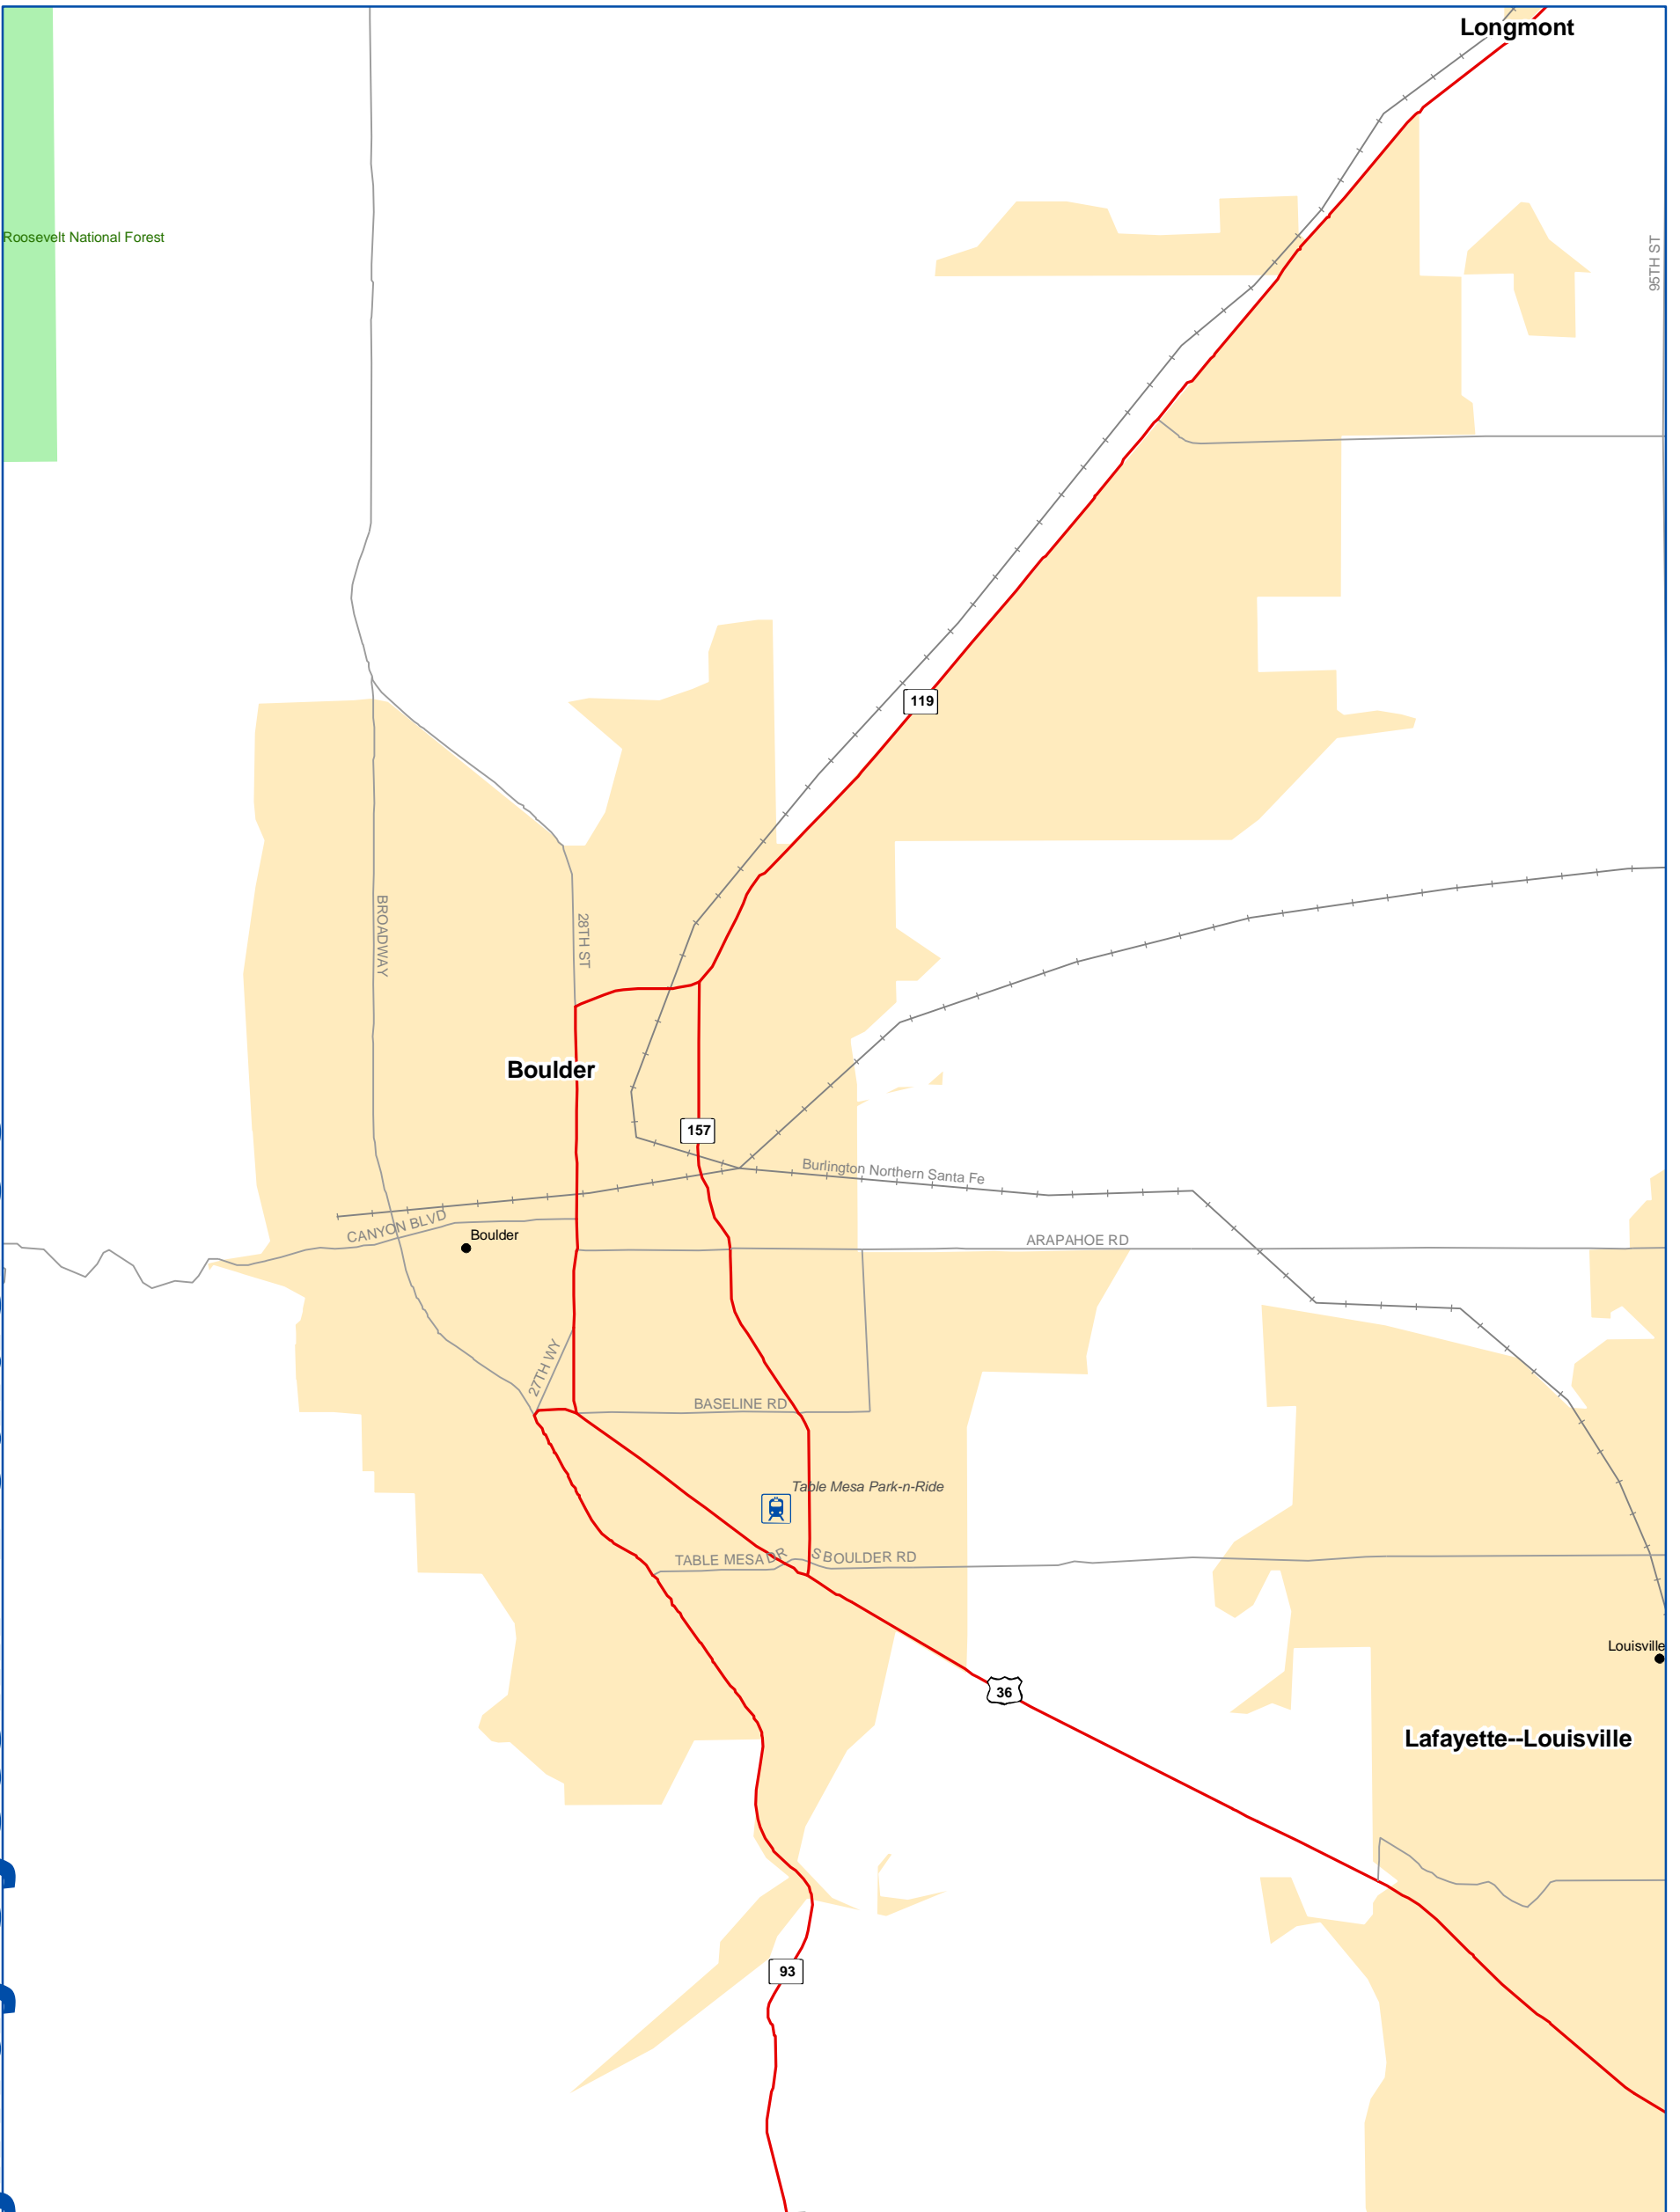 Longmont
Roosevelt National Forest
95TH ST
119
BROADWAY
28TH ST
Boulder
157
Burlington Northern Santa Fe
CANYON BLVD
Boulder
ARAPAHOE RD
27TH WY
BASELINE RD
Table Mesa Park-n-Ride
TABLE MESA DR
S BOULDER RD
Louisville
36
Lafayette--Louisville
93